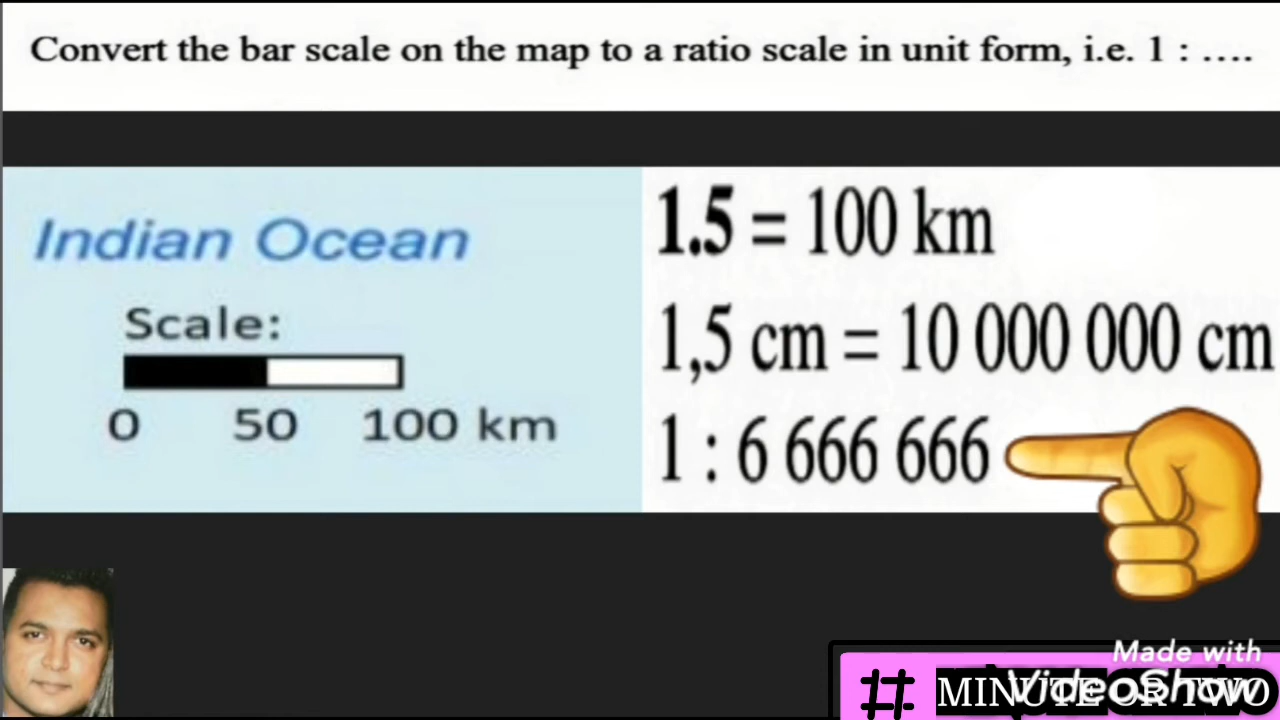 Convert the bar scale on the map to a ratio scale in unit form, i.e. 1 : ....
Indian Ocean
Scale:
0 50 100 km
1.5 = 100 km
1,5 cm = 10 000 000 cm
1 : 6 666 666
Made with
VideoShow
# MINUTE OR TWO